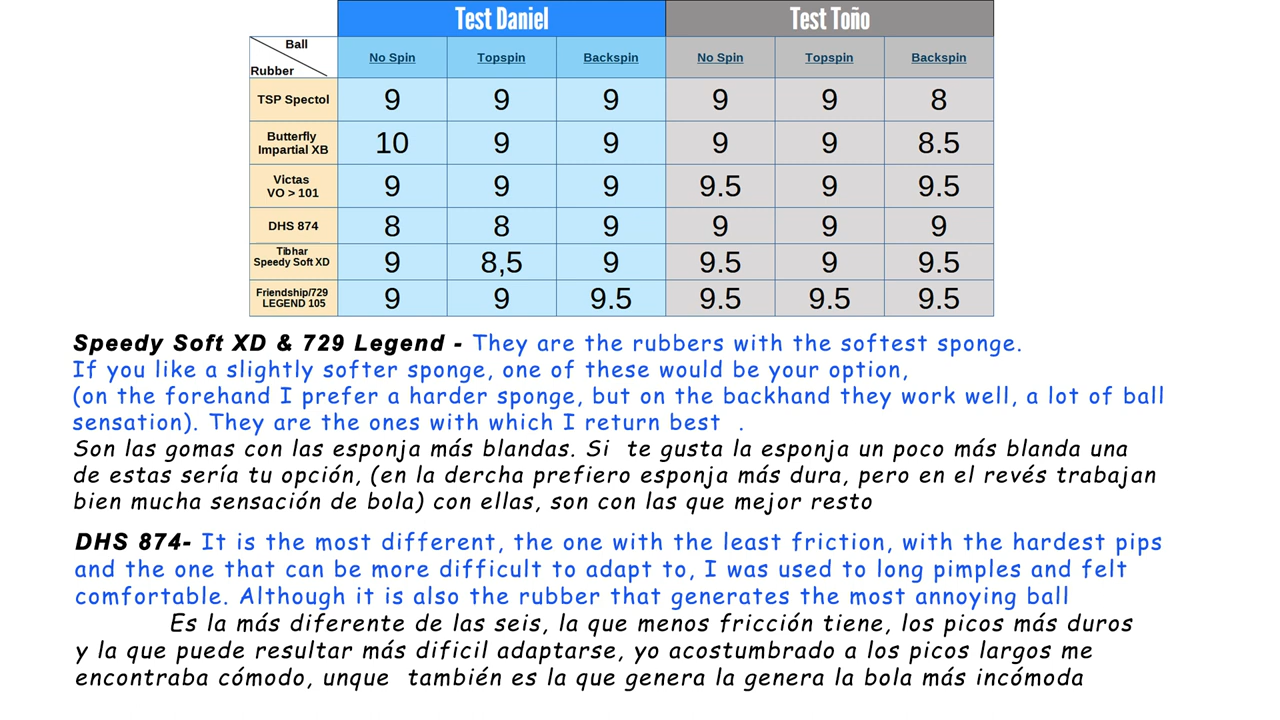 Test Daniel Test Toño
Ball
Rubber
No Spin Topspin Backspin No Spin Topspin Backspin
TSP Spectol 9 9 9 9 9 8
Butterfly
Impartial XB 10 9 9 9 9 8.5
Victas
VO > 101 9 9 9 9.5 9 9.5
DHS 874 8 8 9 9 9 9
Tibhar
Speedy Soft XD 9 8,5 9 9.5 9 9.5
Friendship/729
LEGEND 105 9 9 9.5 9.5 9.5 9.5
Speedy Soft XD & 729 Legend - They are the rubbers with the softest sponge.
If you like a slightly softer sponge, one of these would be your option,
(on the forehand I prefer a harder sponge, but on the backhand they work well, a lot of ball
sensation). They are the ones with which I return best .
Son las gomas con las esponja más blandas. Si te gusta la esponja un poco más blanda una
de estas sería tu opción, (en la dercha prefiero esponja más dura, pero en el revés trabajan
bien mucha sensación de bola) con ellas, son con las que mejor resto
DHS 874- It is the most different, the one with the least friction, with the hardest pips
and the one that can be more difficult to adapt to, I was used to long pimples and felt
comfortable. Although it is also the rubber that generates the most annoying ball
Es la más diferente de las seis, la que menos fricción tiene, los picos más duros
y la que puede resultar más dificil adaptarse, yo acostumbrado a los picos largos me
encontraba cómodo, unque también es la que genera la genera la bola más incómoda